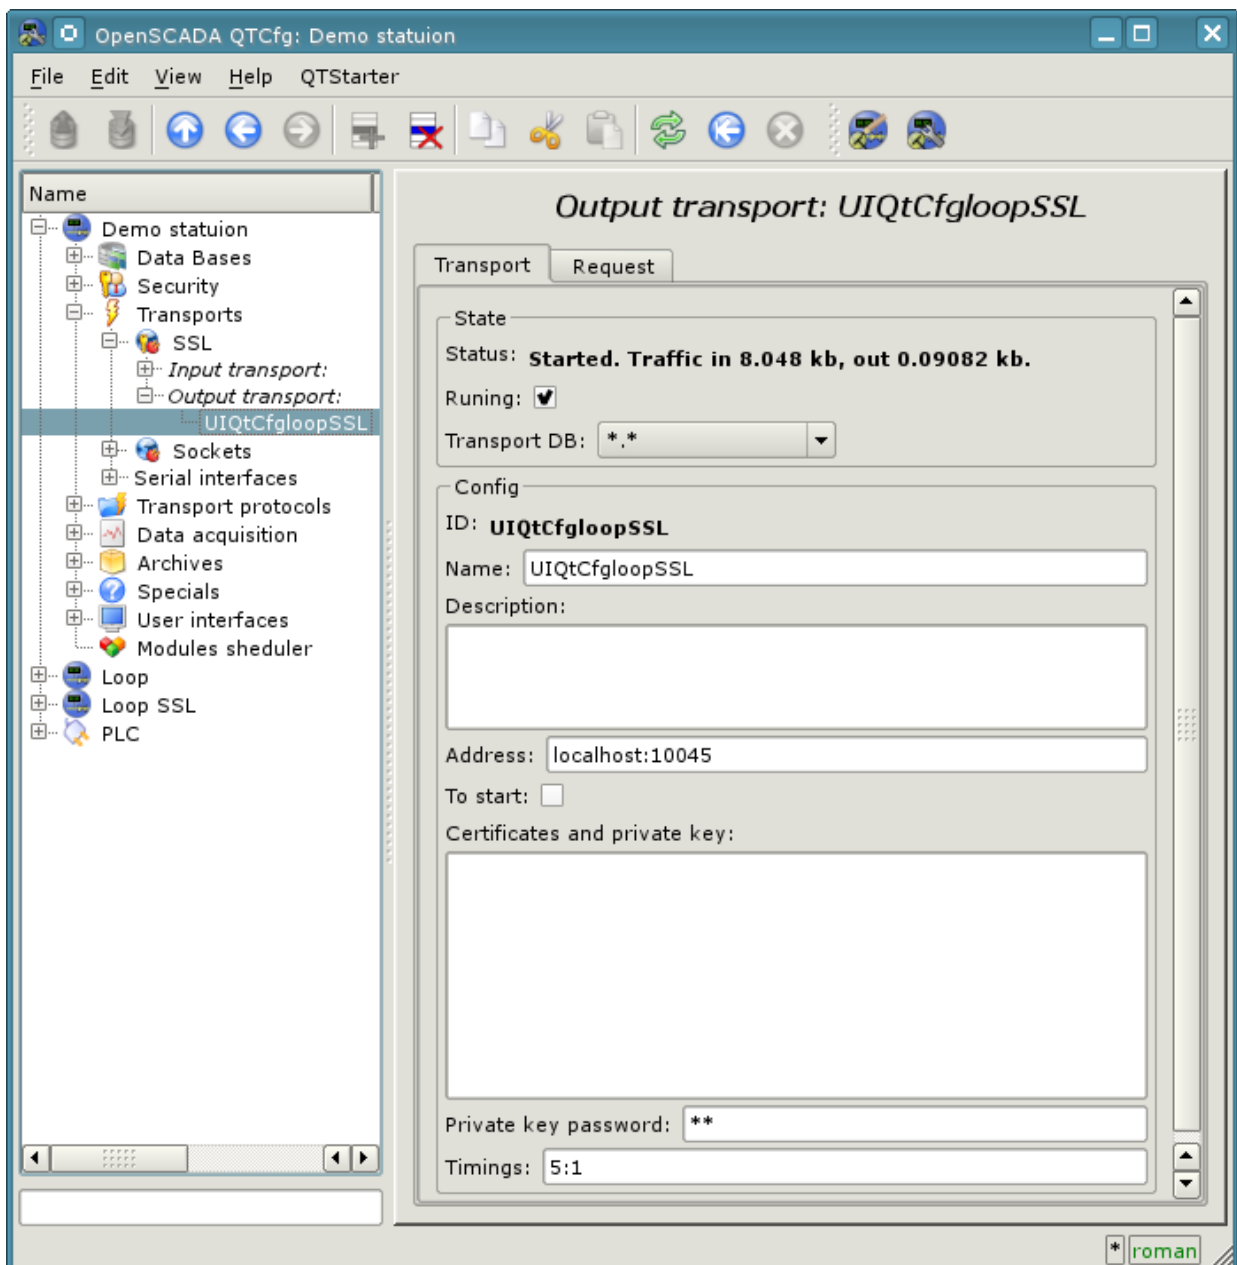 OpenSCADA QTCfg: Demo statuion
File Edit View Help QTStarter
Name
Demo statuion
Data Bases
Security
Transports
SSL
Input transport:
Output transport:
UIQtCfgloopSSL
Sockets
Serial interfaces
Transport protocols
Data acquisition
Archives
Specials
User interfaces
Modules sheduler
Loop
Loop SSL
PLC
Output transport: UIQtCfgloopSSL
Transport Request
State
Status: Started. Traffic in 8.048 kb, out 0.09082 kb.
Runing:
Transport DB: *.*
Config
ID: UIQtCfgloopSSL
Name: UIQtCfgloopSSL
Description:
Address: localhost:10045
To start:
Certificates and private key:
Private key password: **
Timings: 5:1
* roman